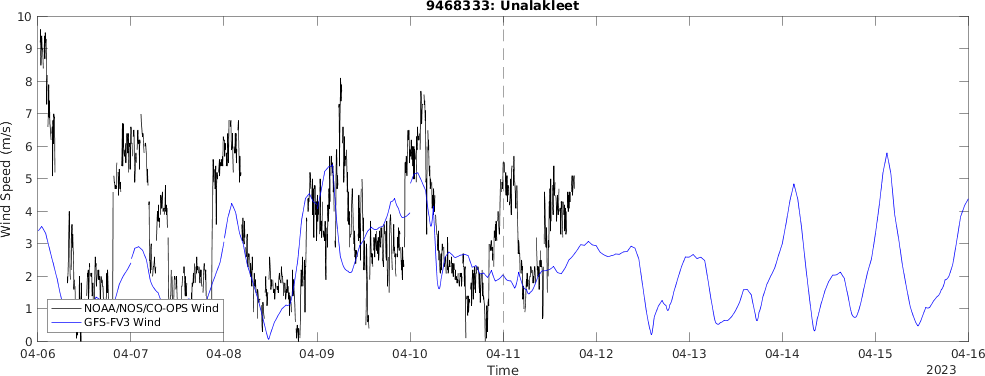 9468333: Unalakleet
10
9
8
7
6
5
4
3
2
1
0
Wind Speed (m/s)
NOAA/NOS/CO-OPS Wind
GFS-FV3 Wind
04-06 04-07 04-08 04-09 04-10 04-11 04-12 04-13 04-14 04-15 04-16
Time
2023